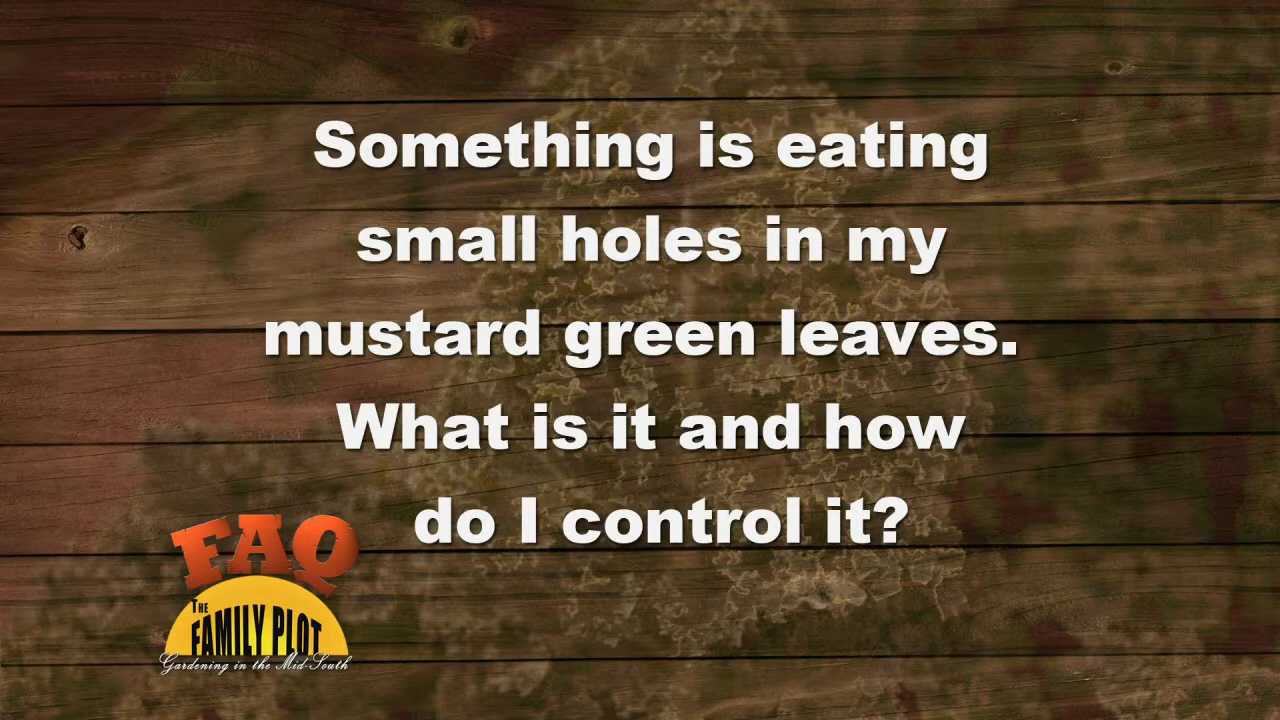 Something is eating
small holes in my
mustard green leaves.
What is it and how
do I control it?
FAQ
THE
FAMILY PLOT
Gardening in the Mid-South